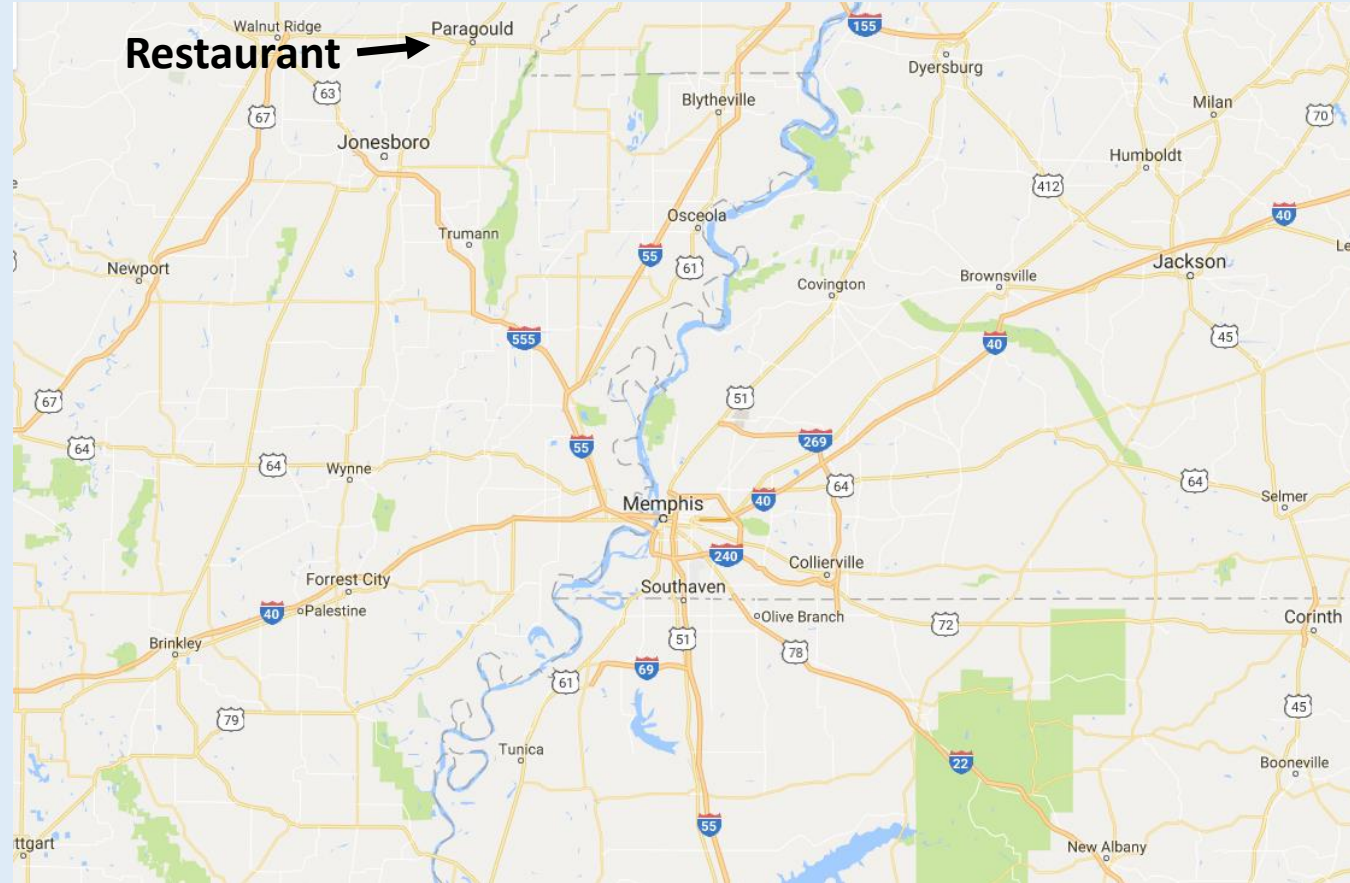 155
Walnut Ridge
Paragould
Restaurant
Dyersburg
63
Blytheville
Milan
67
70
Jonesboro
Humboldt
412
Osceola
40
Trumann
55
61
Jackson
Le
Newport
Brownsville
Covington
555
45
40
67
51
64
55
269
64
Wynne
64
64
Selmer
Memphis
40
240
Collierville
Forrest City
Southaven
40
Palestine
Olive Branch
72
Corinth
Brinkley
51
78
69
61
79
45
Tunica
22
Booneville
55
ttgart
New Albany